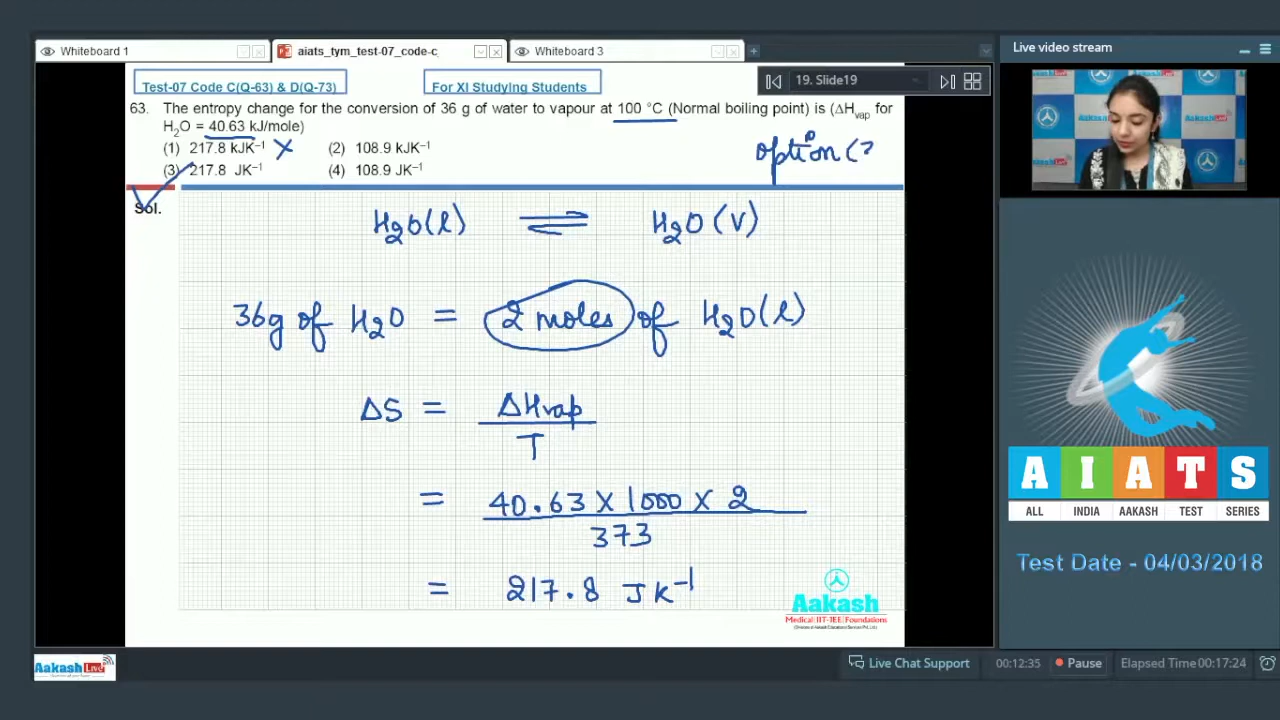 Whiteboard 1
aiats_tym_test-07_code-c
Whiteboard 3
Live video stream
Test-07 Code C(Q-63) & D(Q-73)
For XI Studying Students
19. Slide19
63. The entropy change for the conversion of 36 g of water to vapour at 100 °C (Normal boiling point) is (ΔHvap for
H₂O = 40.63 kJ/mole)
(1) 217.8 kJK⁻¹ X (2) 108.9 kJK⁻¹
(3) 217.8 JK⁻¹ (4) 108.9 JK⁻¹
option (
Sol.
H₂O(l) ⇌ H₂O(v)
36g of H₂O = 2 moles of H₂O(l)
ΔS = ΔHvap
T
= 40.63 X 1000 X 2
373
= 217.8 JK⁻¹
Aakash
Medical|IIT-JEE|Foundations
A I A T S
ALL INDIA AAKASH TEST SERIES
Test Date - 04/03/2018
Aakash Live
Live Chat Support
00:12:35
Pause
Elapsed Time 00:17:24